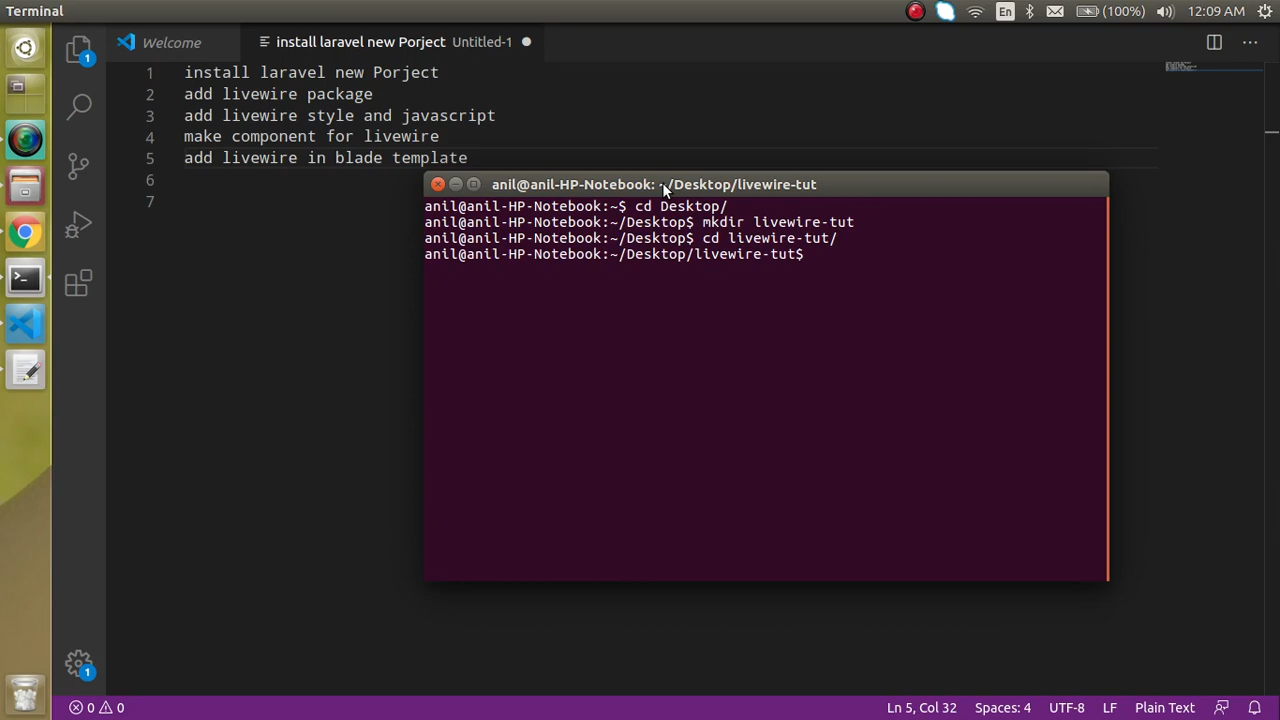 Terminal
En
(100%)
12:09 AM
Welcome
install laravel new Porject Untitled-1
1 install laravel new Porject
2 add livewire package
3 add livewire style and javascript
4 make component for livewire
5 add livewire in blade template
6
7
anil@anil-HP-Notebook: ~/Desktop/livewire-tut
anil@anil-HP-Notebook:~$ cd Desktop/
anil@anil-HP-Notebook:~/Desktop$ mkdir livewire-tut
anil@anil-HP-Notebook:~/Desktop$ cd livewire-tut/
anil@anil-HP-Notebook:~/Desktop/livewire-tut$
1
1
0 0
Ln 5, Col 32
Spaces: 4
UTF-8
LF
Plain Text